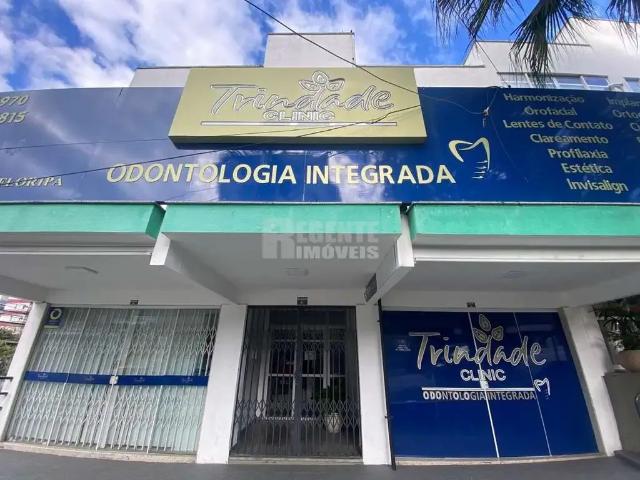 Trindade
CLINIC
970
815
FLORIPA
ODONTOLOGIA INTEGRADA
Harmonização
Orofacial
Lentes de Contato
Clareamento
Profilaxia
Estética
Invisalign
REGENTE
IMÓVEIS
Trindade
CLINIC
ODONTOLOGIA INTEGRADA